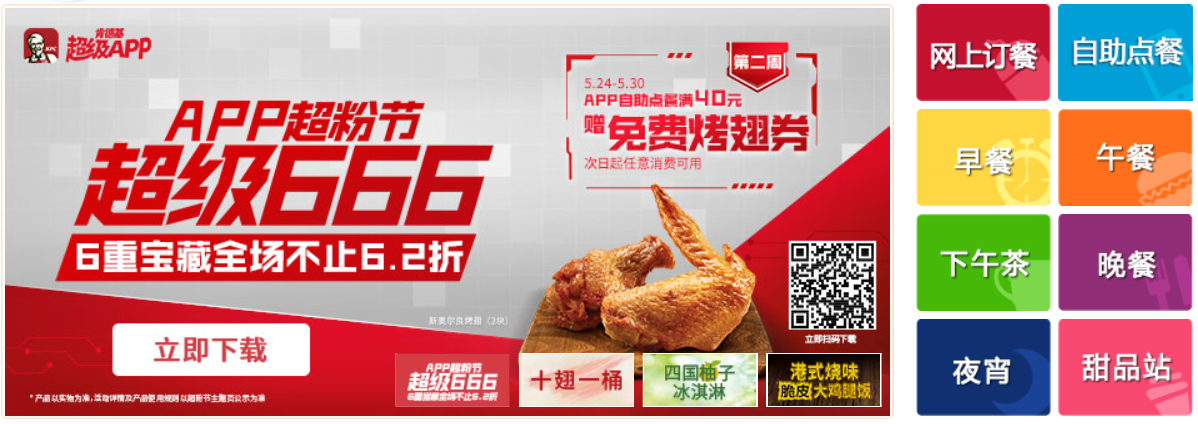 肯德基
超级APP
KFC
APP超粉节
超级666
6重宝藏全场不止6.2折
第二周
5.24-5.30
APP自助点餐满40元
赠 免费烤翅券
次日起任意消费可用
新奥尔良烤翅(2块)
立即扫码下载
立即下载
*产品以实物为准,活动详情及产品使用规则以超粉节主题页公示为准
APP超粉节
超级666
6重宝藏全场不止6.2折
十翅一桶
四国柚子
冰淇淋
港式烧味
脆皮大鸡腿饭
网上订餐
自助点餐
早餐
午餐
下午茶
晚餐
夜宵
甜品站